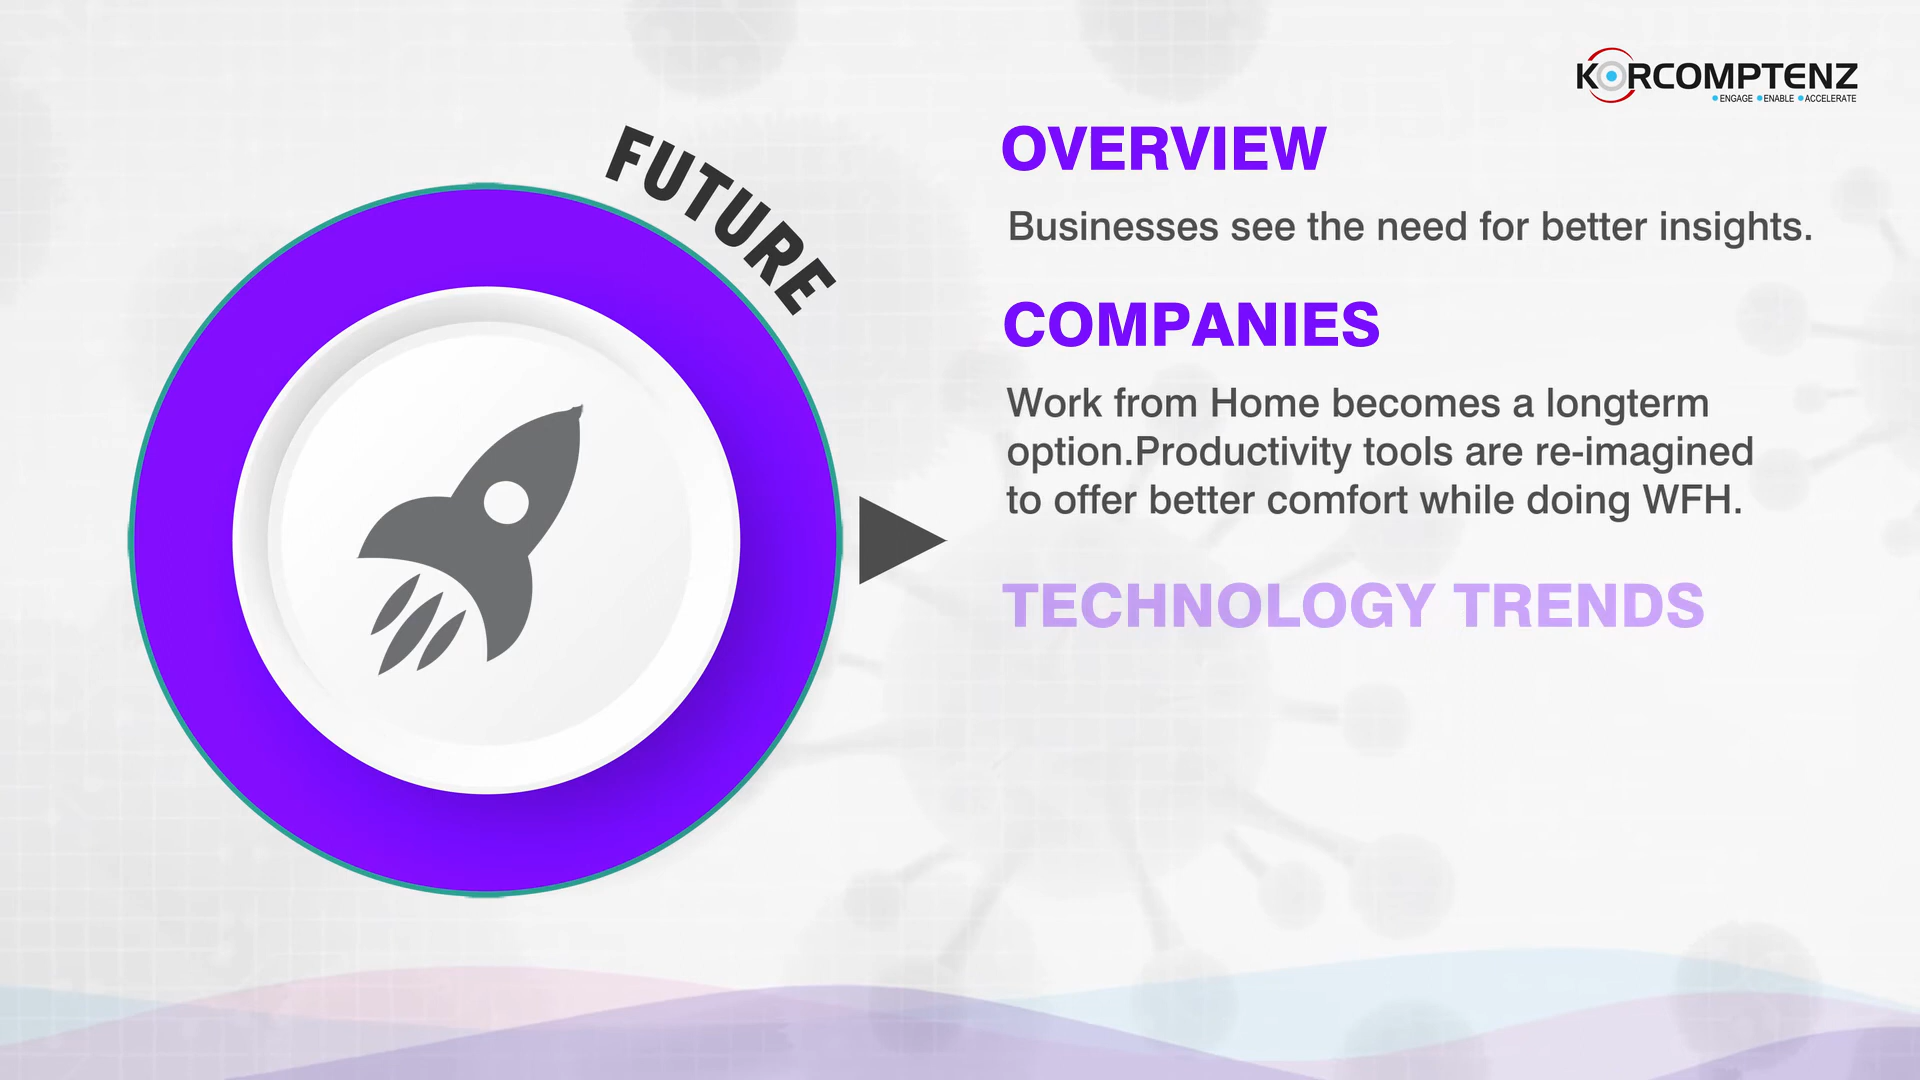 KORCOMPTENZ
ENGAGE ENABLE ACCELERATE
FUTURE
OVERVIEW
Businesses see the need for better insights.
COMPANIES
Work from Home becomes a longterm
option.Productivity tools are re-imagined
to offer better comfort while doing WFH.
TECHNOLOGY TRENDS